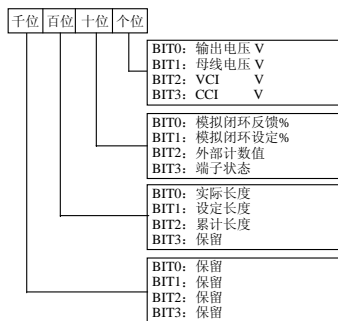 千位 百位 十位 个位
BIT0：输出电压 V
BIT1：母线电压 V
BIT2：VCI V
BIT3：CCI V
BIT0：模拟闭环反馈%
BIT1：模拟闭环设定%
BIT2：外部计数值
BIT3：端子状态
BIT0：实际长度
BIT1：设定长度
BIT2：累计长度
BIT3：保留
BIT0：保留
BIT1：保留
BIT2：保留
BIT3：保留